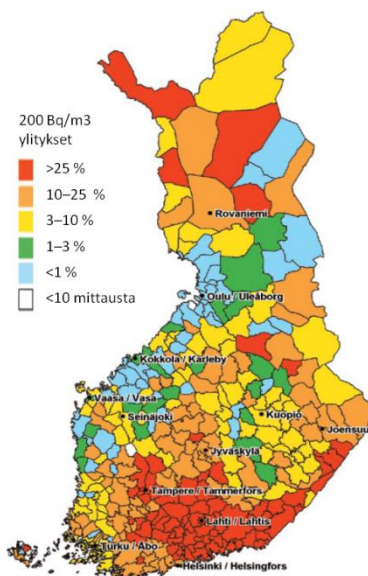 200 Bq/m3
ylitykset
>25 %
10–25 %
3–10 %
1–3 %
<1 %
<10 mittausta
Rovaniemi
Oulu / Uleåborg
Kokkola / Karleby
Vaasa / Vasa
Seinäjoki
Kuopio
Joensuu
Jyväskylä
Tampere / Tammerfors
Lahti / Lahtis
Turku / Åbo
Helsinki / Helsingfors